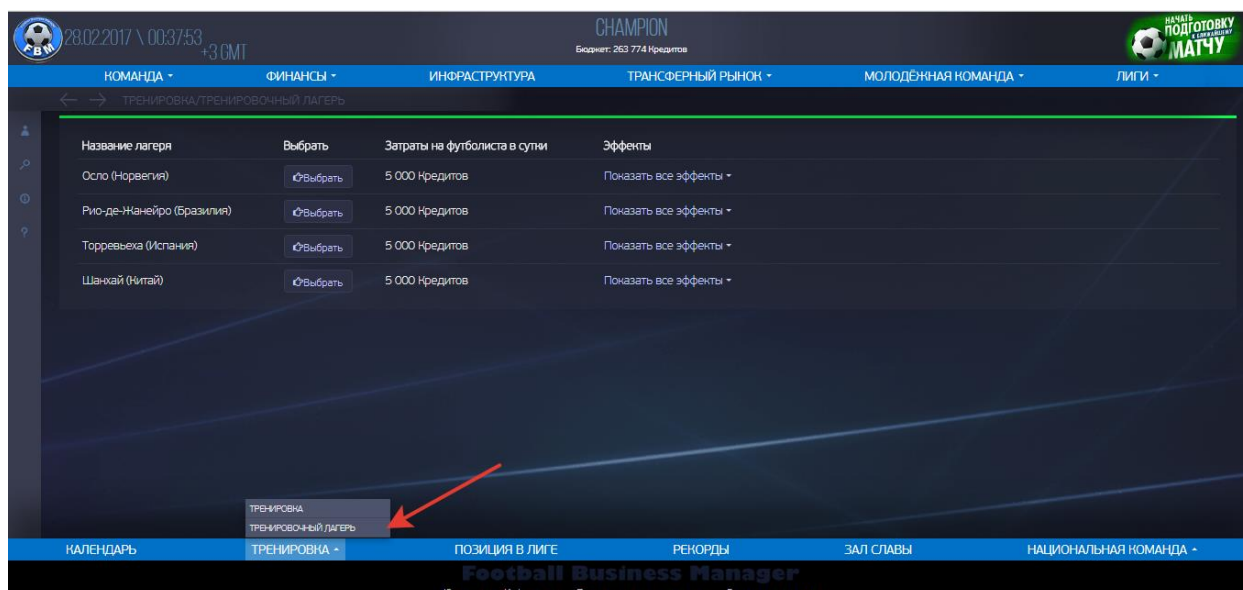 FBM
28.02.2017 \ 00:37:53 +3 GMT
CHAMPION
Бюджет: 263 774 Кредитов
НАЧАТЬ
ПОДГОТОВКУ
К БЛИЖАЙШЕМУ
МАТЧУ
КОМАНДА ФИНАНСЫ ИНФРАСТРУКТУРА ТРАНСФЕРНЫЙ РЫНОК МОЛОДЁЖНАЯ КОМАНДА ЛИГИ
ТРЕНИРОВКА/ТРЕНИРОВОЧНЫЙ ЛАГЕРЬ
Название лагеря Выбрать Затраты на футболиста в сутки Эффекты
Осло (Норвегия) Выбрать 5 000 Кредитов Показать все эффекты
Рио-де-Жанейро (Бразилия) Выбрать 5 000 Кредитов Показать все эффекты
Торревьеха (Испания) Выбрать 5 000 Кредитов Показать все эффекты
Шанхай (Китай) Выбрать 5 000 Кредитов Показать все эффекты
ТРЕНИРОВКА
ТРЕНИРОВОЧНЫЙ ЛАГЕРЬ
КАЛЕНДАРЬ ТРЕНИРОВКА ПОЗИЦИЯ В ЛИГЕ РЕКОРДЫ ЗАЛ СЛАВЫ НАЦИОНАЛЬНАЯ КОМАНДА
Football Business Manager